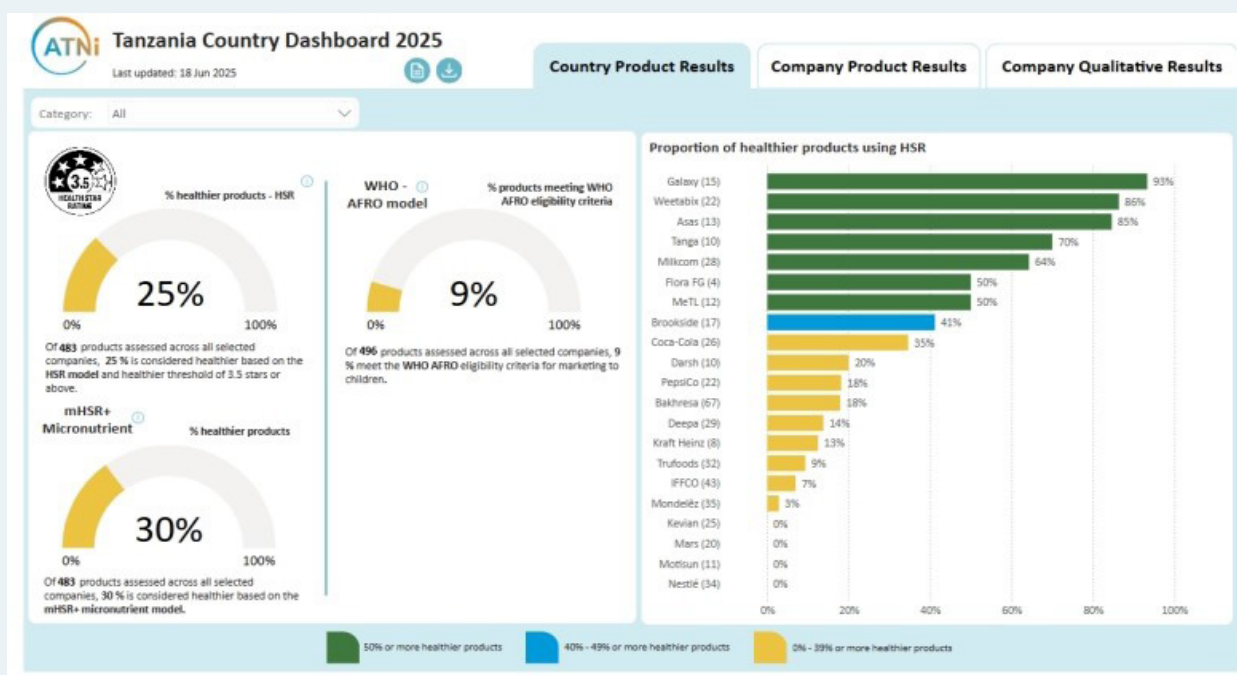 ATNi
Tanzania Country Dashboard 2025
Last updated: 18 Jun 2025
Country Product Results
Company Product Results
Company Qualitative Results
Category: All
3.5
HEALTH STAR
RATING
% healthier products - HSR
0%
25%
100%
Of 483 products assessed across all selected
companies, 25 % is considered healthier based on the
HSR model and healthier threshold of 3.5 stars or
above.
mHSR+
Micronutrient
% healthier products
0%
30%
100%
Of 483 products assessed across all selected
companies, 30 % is considered healthier based on the
mHSR+ micronutrient model.
WHO -
AFRO model
% products meeting WHO
AFRO eligibility criteria
0%
9%
100%
Of 496 products assessed across all selected companies, 9
% meet the WHO AFRO eligibility criteria for marketing to
children.
Proportion of healthier products using HSR
Galaxy (15) 93%
Weetabix (22) 86%
Asas (13) 85%
Tanga (10) 70%
Milkcom (28) 64%
Flora FG (4) 50%
MeTL (12) 50%
Brookside (17) 41%
Coca-Cola (26) 35%
Darsh (10) 20%
PepsiCo (22) 18%
Bakhresa (67) 18%
Deepa (29) 14%
Kraft Heinz (8) 13%
Trufoods (32) 9%
IFFCO (43) 7%
Mondelēz (35) 3%
Kevian (25) 0%
Mars (20) 0%
Motisun (11) 0%
Nestlé (34) 0%
0% 20% 40% 60% 80% 100%
50% or more healthier products
40% - 49% or more healthier products
0% - 39% or more healthier products